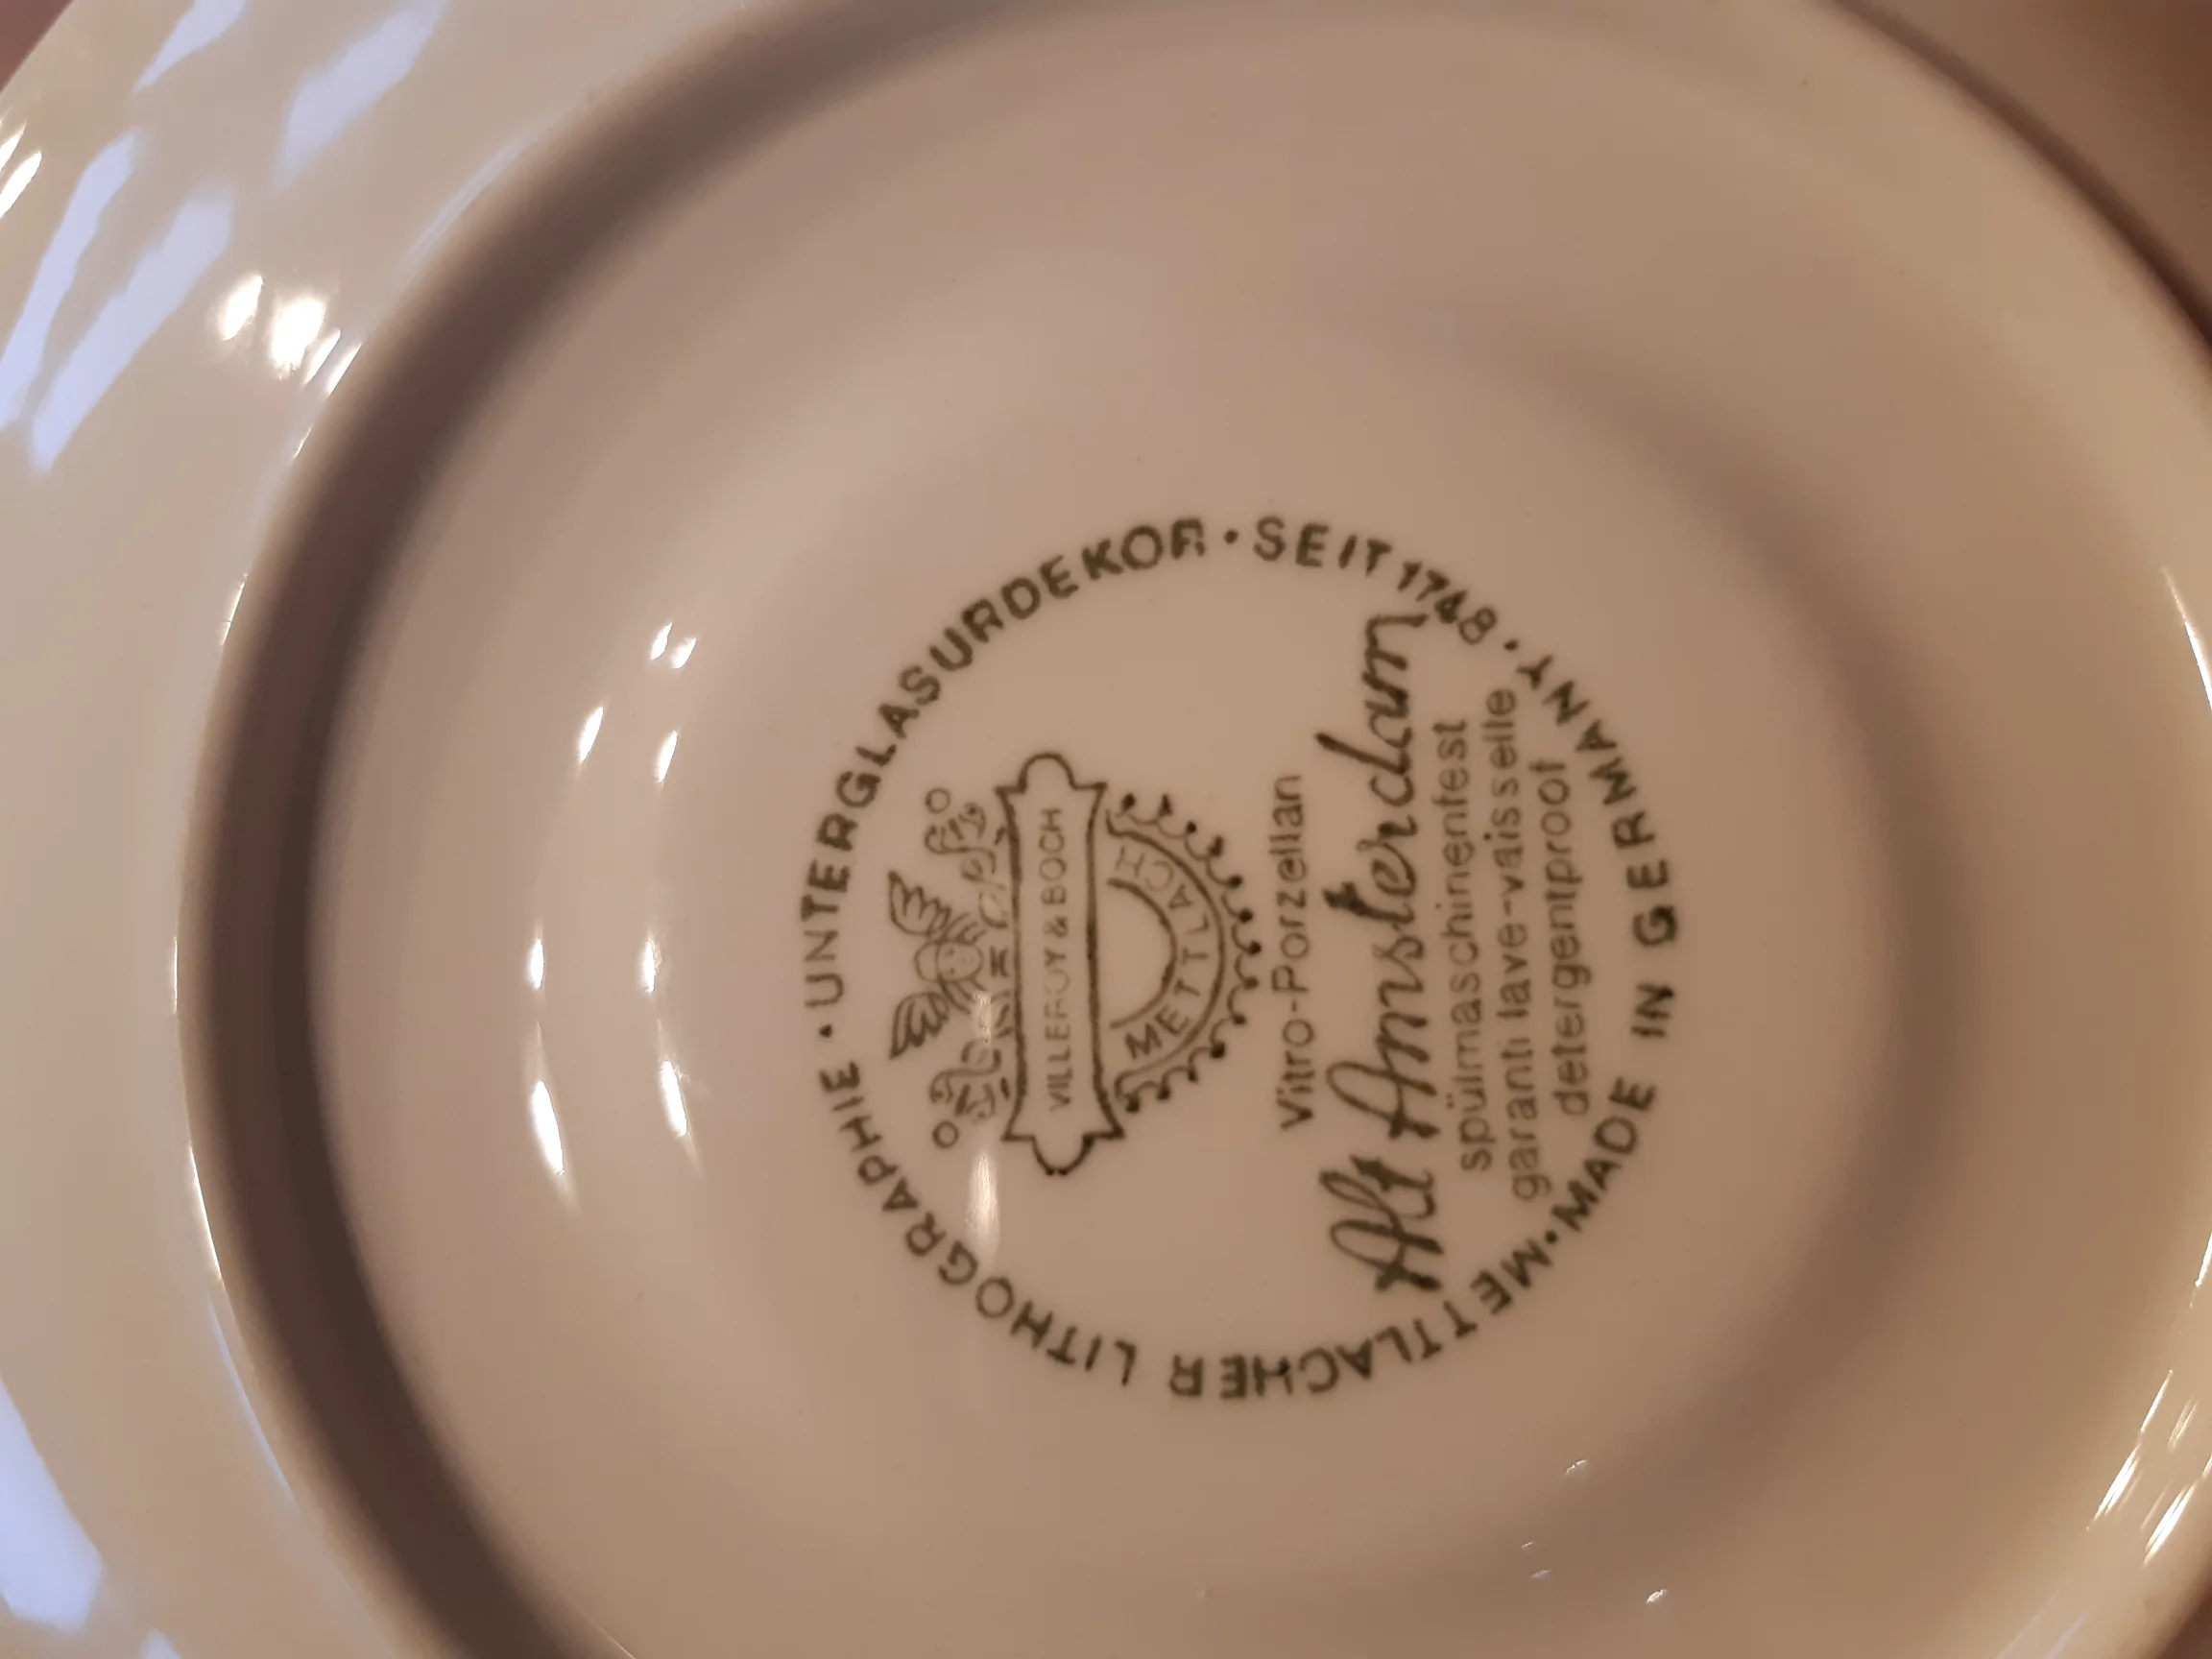 METTLACHER LITHOGRAPHIE · UNTERGLASURDEKOR · SEIT 1748 ·
VILLEROY & BOCH
METTLACH
Vitro-Porzellan
Alt Amsterdam
spülmaschinenfest
garanti lave-vaisselle
detergentproof
· MADE IN GERMANY ·